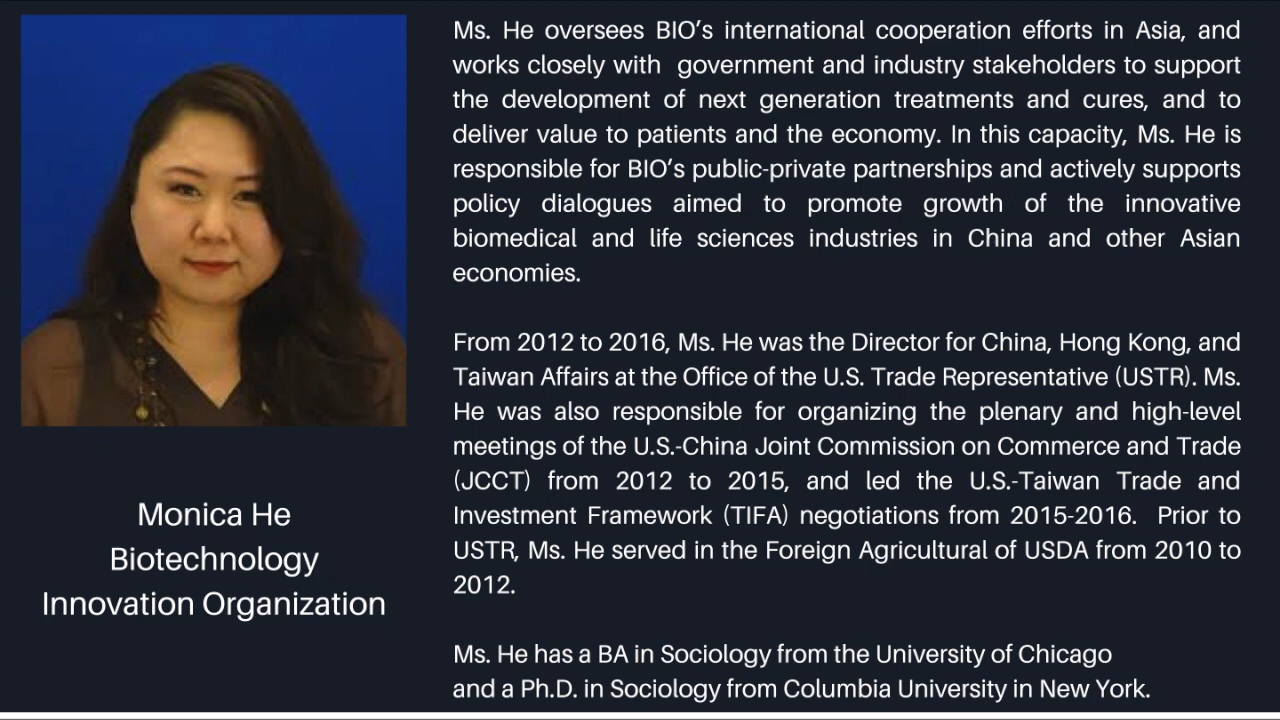 Ms. He oversees BIO’s international cooperation efforts in Asia, and
works closely with government and industry stakeholders to support
the development of next generation treatments and cures, and to
deliver value to patients and the economy. In this capacity, Ms. He is
responsible for BIO’s public-private partnerships and actively supports
policy dialogues aimed to promote growth of the innovative
biomedical and life sciences industries in China and other Asian
economies.
From 2012 to 2016, Ms. He was the Director for China, Hong Kong, and
Taiwan Affairs at the Office of the U.S. Trade Representative (USTR). Ms.
He was also responsible for organizing the plenary and high-level
meetings of the U.S.-China Joint Commission on Commerce and Trade
(JCCT) from 2012 to 2015, and led the U.S.-Taiwan Trade and
Investment Framework (TIFA) negotiations from 2015-2016. Prior to
USTR, Ms. He served in the Foreign Agricultural of USDA from 2010 to
2012.
Ms. He has a BA in Sociology from the University of Chicago
and a Ph.D. in Sociology from Columbia University in New York.
Monica He
Biotechnology
Innovation Organization